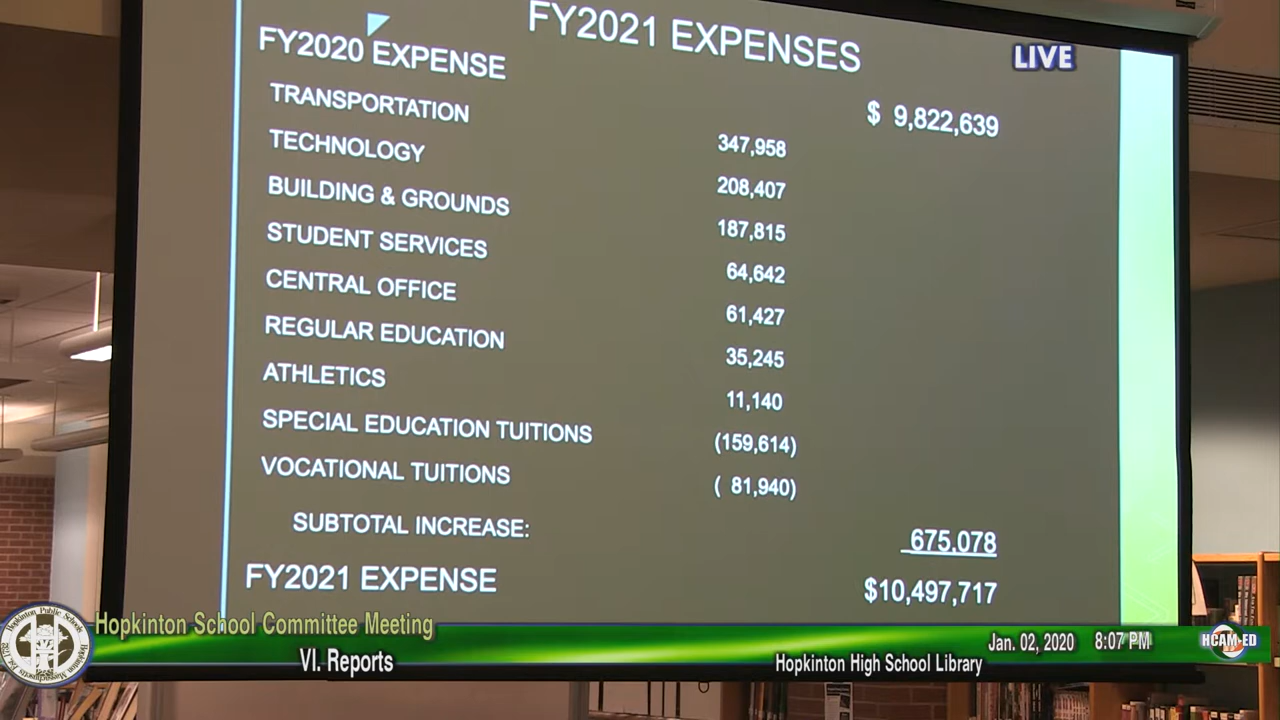 FY2021 EXPENSES
LIVE
FY2020 EXPENSE $ 9,822,639
TRANSPORTATION 347,958
TECHNOLOGY 208,407
BUILDING & GROUNDS 187,815
STUDENT SERVICES 64,642
CENTRAL OFFICE 61,427
REGULAR EDUCATION 35,245
ATHLETICS 11,140
SPECIAL EDUCATION TUITIONS (159,614)
VOCATIONAL TUITIONS ( 81,940)
SUBTOTAL INCREASE: 675,078
FY2021 EXPENSE $10,497,717
Hopkinton School Committee Meeting
Jan. 02, 2020 8:07 PM
HCAM-ED
VI. Reports
Hopkinton High School Library
Hopkinton Public Schools